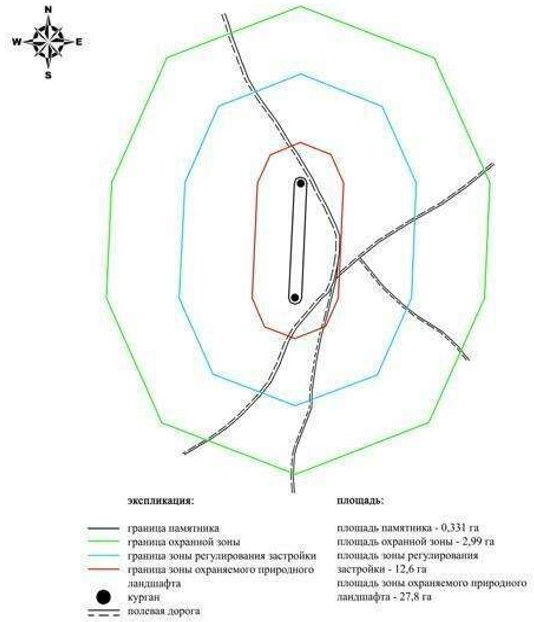 N
W E
S
экспликация: площадь:
граница памятника площадь памятника - 0,331 га
граница охранной зоны площадь охранной зоны - 2,99 га
граница зоны регулирования застройки площадь зоны регулирования
граница зоны охраняемого природного застройки - 12,6 га
ландшафта площадь зоны охраняемого природного
курган ландшафта - 27,8 га
полевая дорога